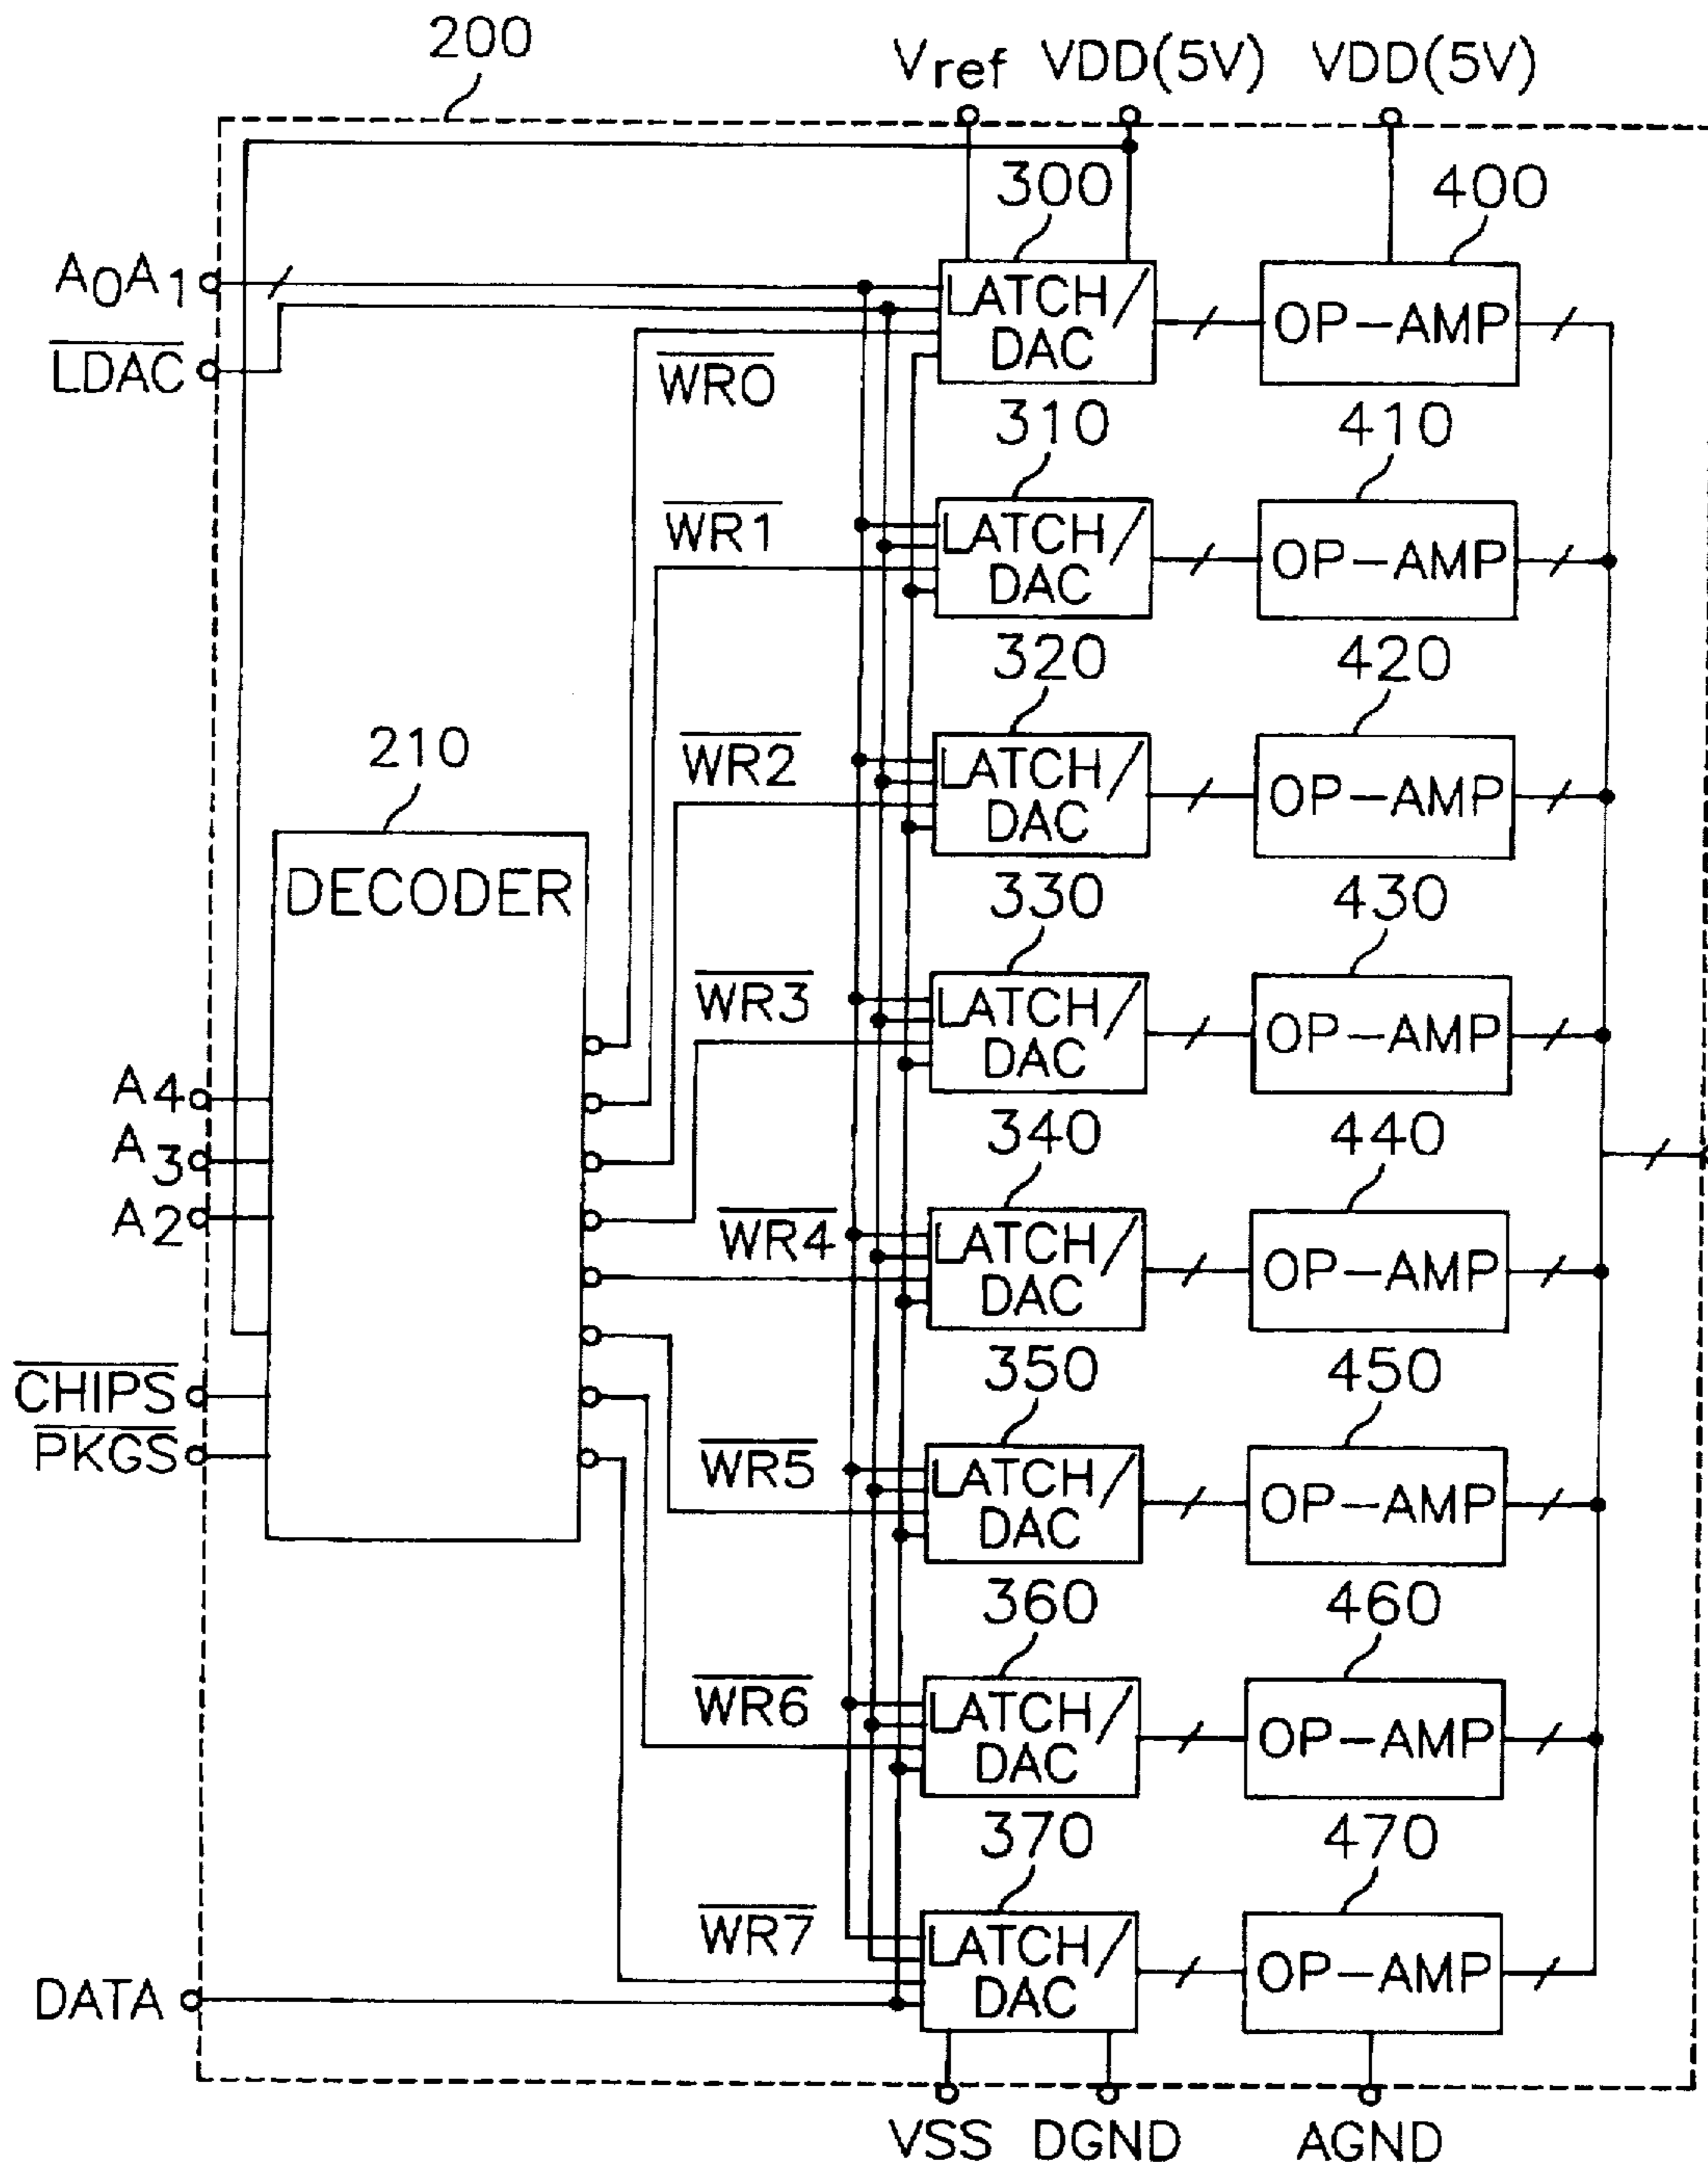 200
Vref VDD(5V) VDD(5V)
300 400
A0A1
LATCH/
DAC
OP-AMP
LDAC
WR0
310 410
WR1
LATCH/
DAC
OP-AMP
320 420
210
WR2
LATCH/
DAC
OP-AMP
DECODER
330 430
WR3
LATCH/
DAC
OP-AMP
A4
A3
340 440
A2
WR4
LATCH/
DAC
OP-AMP
350 450
CHIPS
PKGS
WR5
LATCH/
DAC
OP-AMP
360 460
WR6
LATCH/
DAC
OP-AMP
370 470
WR7
LATCH/
DAC
OP-AMP
DATA
VSS DGND AGND